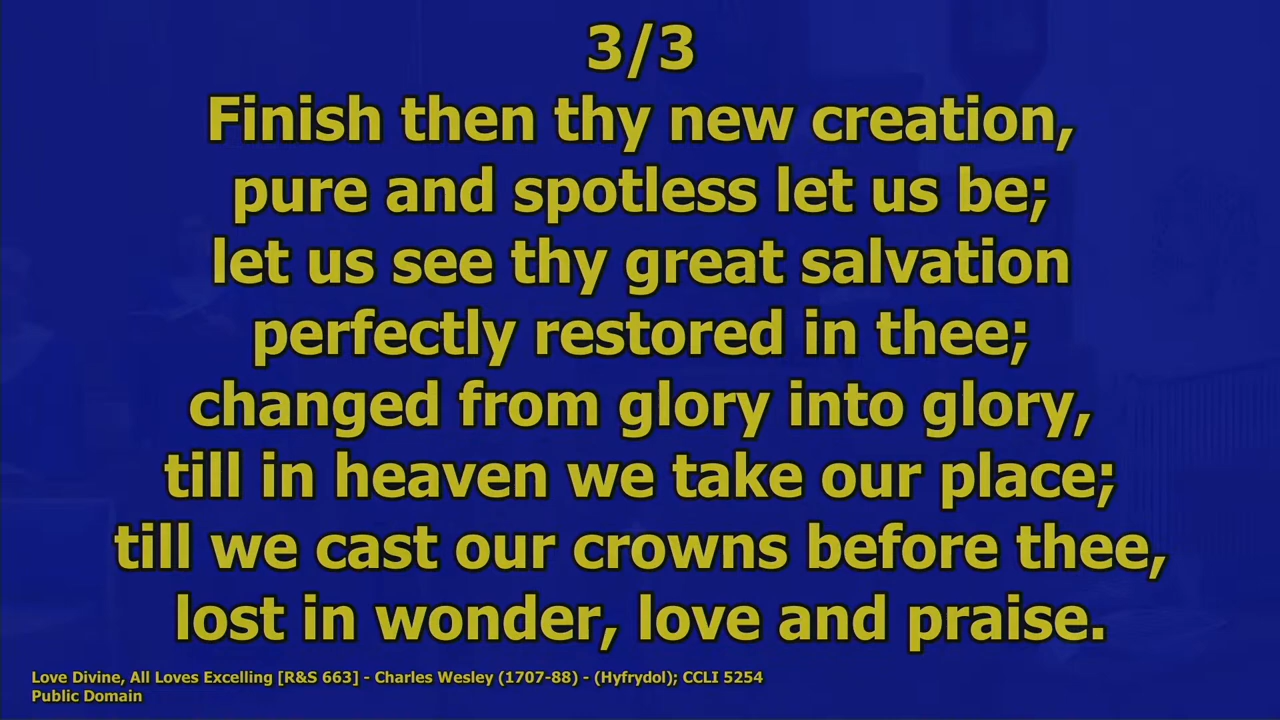 3/3
Finish then thy new creation,
pure and spotless let us be;
let us see thy great salvation
perfectly restored in thee;
changed from glory into glory,
till in heaven we take our place;
till we cast our crowns before thee,
lost in wonder, love and praise.
Love Divine, All Loves Excelling [R&S 663] - Charles Wesley (1707-88) - (Hyfrydol); CCLI 5254
Public Domain